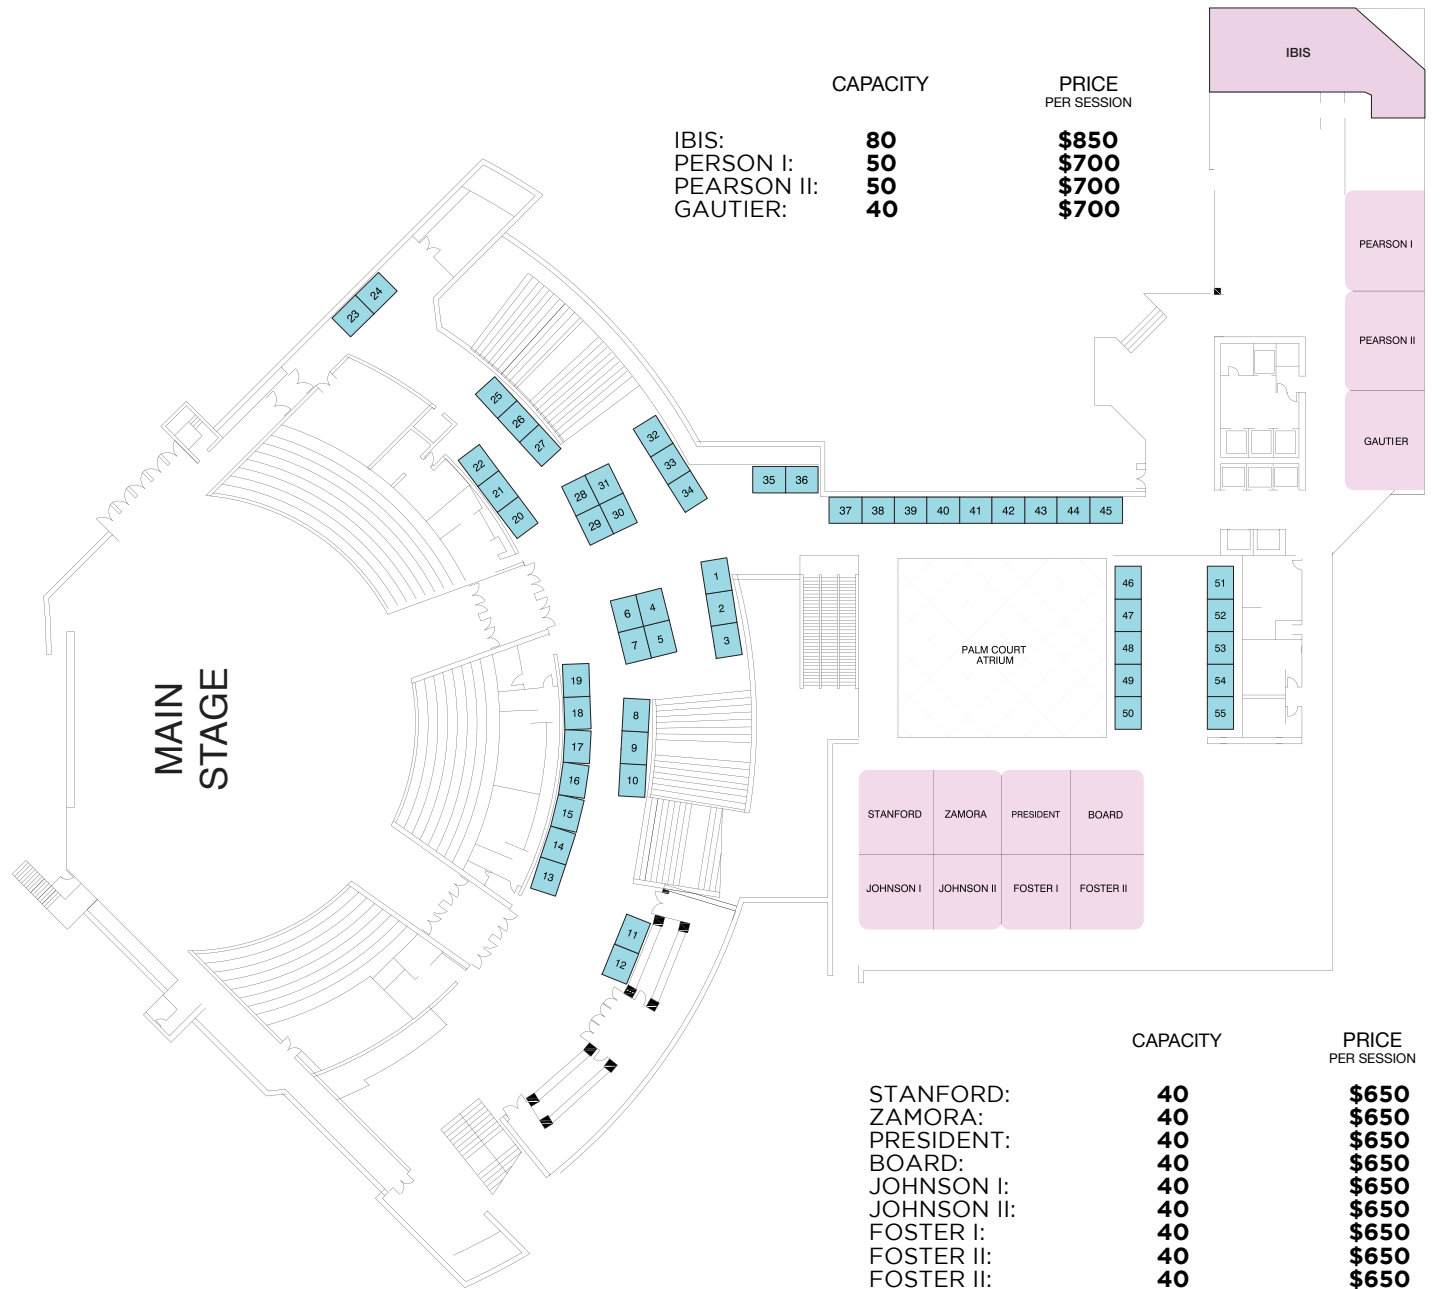 IBIS
CAPACITY PRICE
PER SESSION
IBIS: 80 $850
PERSON I: 50 $700
PEARSON II: 50 $700
GAUTIER: 40 $700
PEARSON I
PEARSON II
GAUTIER
24
23
25
26
27
22
21
20
31
28
30
29
32
33
34
35 36
37 38 39 40 41 42 43 44 45
1
2
3
6 4
7 5
46
47
48
49
50
51
52
53
54
55
PALM COURT
ATRIUM
MAIN
STAGE
19
18
17
16
15
14
13
8
9
10
11
12
STANFORD ZAMORA PRESIDENT BOARD
JOHNSON I JOHNSON II FOSTER I FOSTER II
CAPACITY PRICE
PER SESSION
STANFORD: 40 $650
ZAMORA: 40 $650
PRESIDENT: 40 $650
BOARD: 40 $650
JOHNSON I: 40 $650
JOHNSON II: 40 $650
FOSTER I: 40 $650
FOSTER II: 40 $650
FOSTER II: 40 $650